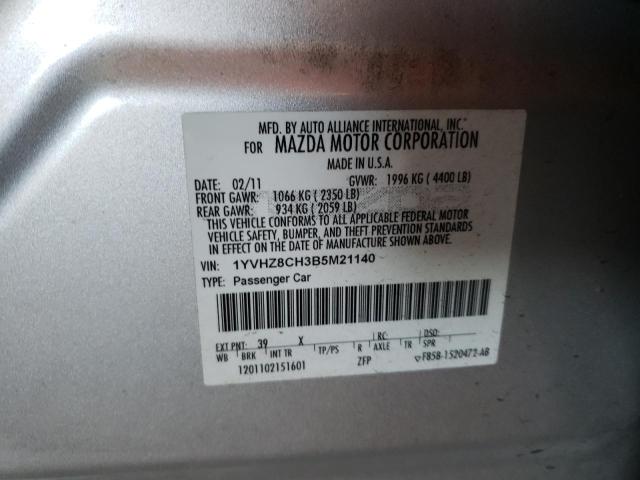 MFD. BY AUTO ALLIANCE INTERNATIONAL, INC.
FOR MAZDA MOTOR CORPORATION
MADE IN U.S.A.
DATE: 02/11 GVWR: 1996 KG ( 4400 LB)
FRONT GAWR: 1066 KG ( 2350 LB)
REAR GAWR: 934 KG ( 2059 LB)
THIS VEHICLE CONFORMS TO ALL APPLICABLE FEDERAL MOTOR
VEHICLE SAFETY, BUMPER, AND THEFT PREVENTION STANDARDS
IN EFFECT ON THE DATE OF MANUFACTURE SHOWN ABOVE.
VIN: 1YVHZ8CH3B5M21140
TYPE: Passenger Car
EXT PNT: 39 X RC: DSO:
WB BRK INT TR TP/PS R AXLE TR SPR
1201102151601 ZFP F85B-1520472-AB